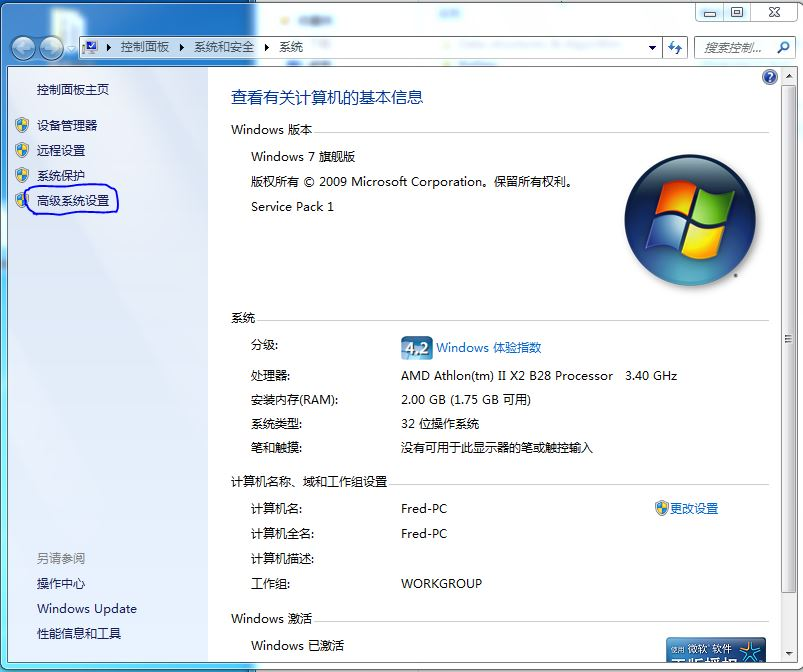 控制面板 ▸ 系统和安全 ▸ 系统
搜索控制...
控制面板主页
设备管理器
远程设置
系统保护
高级系统设置
查看有关计算机的基本信息
Windows 版本
Windows 7 旗舰版
版权所有 © 2009 Microsoft Corporation。保留所有权利。
Service Pack 1
系统
分级:
4.2 Windows 体验指数
处理器: AMD Athlon(tm) II X2 B28 Processor 3.40 GHz
安装内存(RAM): 2.00 GB (1.75 GB 可用)
系统类型: 32 位操作系统
笔和触摸: 没有可用于此显示器的笔或触控输入
计算机名称、域和工作组设置
计算机名: Fred-PC 更改设置
计算机全名: Fred-PC
计算机描述:
工作组: WORKGROUP
Windows 激活
Windows 已激活
使用 微软 软件
另请参阅
操作中心
Windows Update
性能信息和工具